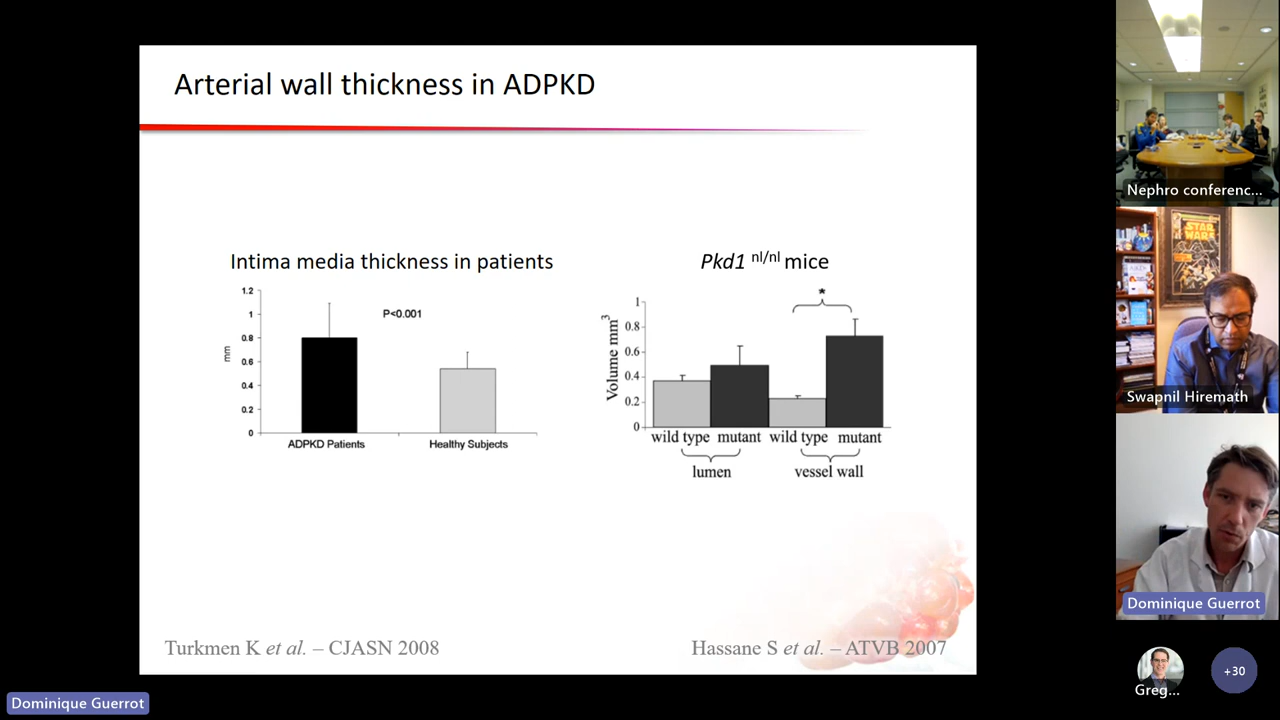 Arterial wall thickness in ADPKD
Intima media thickness in patients
1.2
1
0.8
0.6
0.4
0.2
0
mm
P<0.001
ADPKD Patients
Healthy Subjects
Pkd1 nl/nl mice
*
1
0.8
0.6
0.4
0.2
0
Volume mm3
wild type mutant wild type mutant
lumen
vessel wall
Turkmen K et al. – CJASN 2008
Hassane S et al. – ATVB 2007
Nephro conferenc...
STAR
WARS
Swapnil Hiremath
Dominique Guerrot
Greg...
+30
Dominique Guerrot